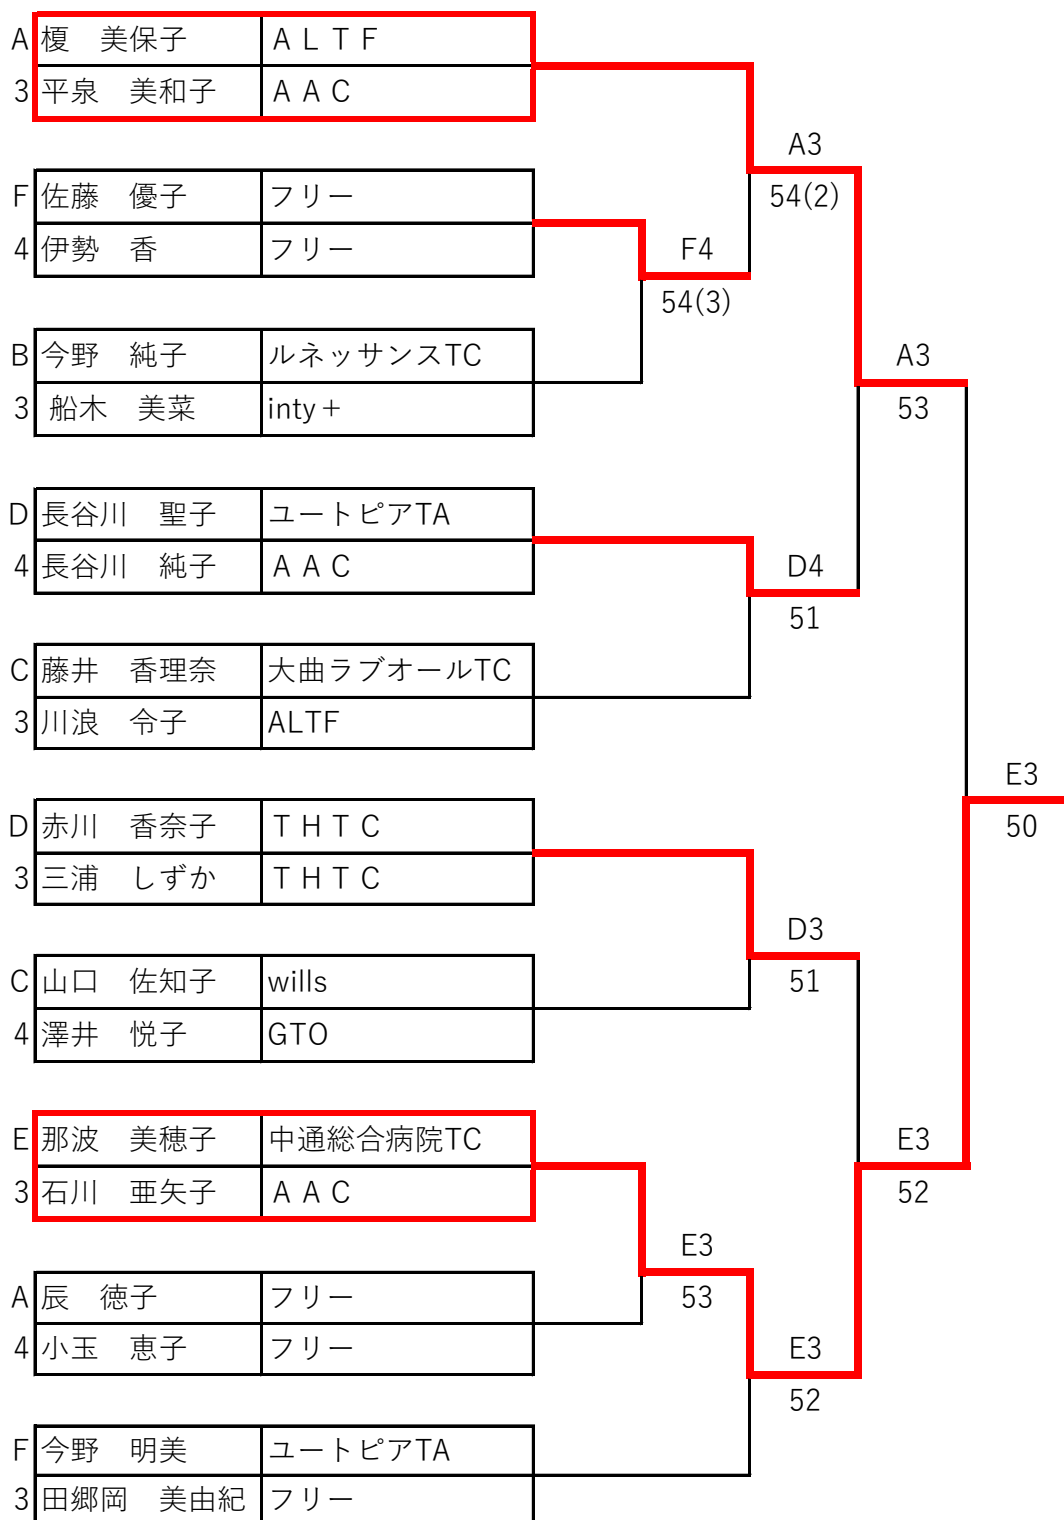 A 榎　美保子 ＡＬＴＦ
3 平泉　美和子 ＡＡＣ
A3
F 佐藤　優子 フリー 54(2)
4 伊勢　香 フリー F4
54(3)
B 今野　純子 ルネッサンスTC A3
3 船木　美菜 inty＋ 53
D 長谷川　聖子 ユートピアTA
4 長谷川　純子 ＡＡＣ D4
51
C 藤井　香理奈 大曲ラブオールTC
3 川浪　令子 ALTF
E3
D 赤川　香奈子 ＴＨＴＣ 50
3 三浦　しずか ＴＨＴＣ
D3
C 山口　佐知子 wills 51
4 澤井　悦子 GTO
E 那波　美穂子 中通総合病院TC E3
3 石川　亜矢子 ＡＡＣ 52
E3
A 辰　徳子 フリー 53
4 小玉　恵子 フリー E3
52
F 今野　明美 ユートピアTA
3 田郷岡　美由紀 フリー